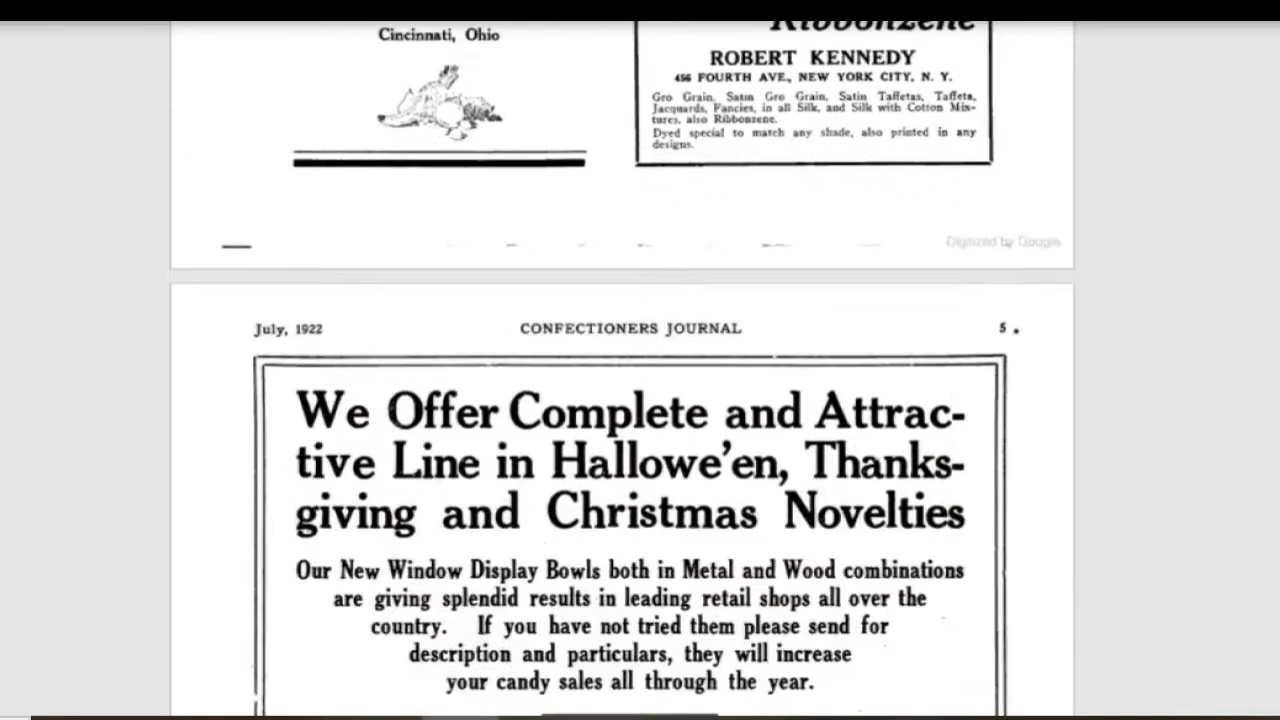 Cincinnati, Ohio
Ribbonzene
ROBERT KENNEDY
456 FOURTH AVE., NEW YORK CITY, N. Y.
Gro Grain, Satin Gro Grain, Satin Taffetas, Taffeta,
Jacquards, Fancies, in all Silk, and Silk with Cotton Mix-
tures, also Ribbonzene.
Dyed special to match any shade, also printed in any
designs.
Digitized by Google
July, 1922 CONFECTIONERS JOURNAL 5
We Offer Complete and Attrac-
tive Line in Hallowe'en, Thanks-
giving and Christmas Novelties
Our New Window Display Bowls both in Metal and Wood combinations
are giving splendid results in leading retail shops all over the
country. If you have not tried them please send for
description and particulars, they will increase
your candy sales all through the year.